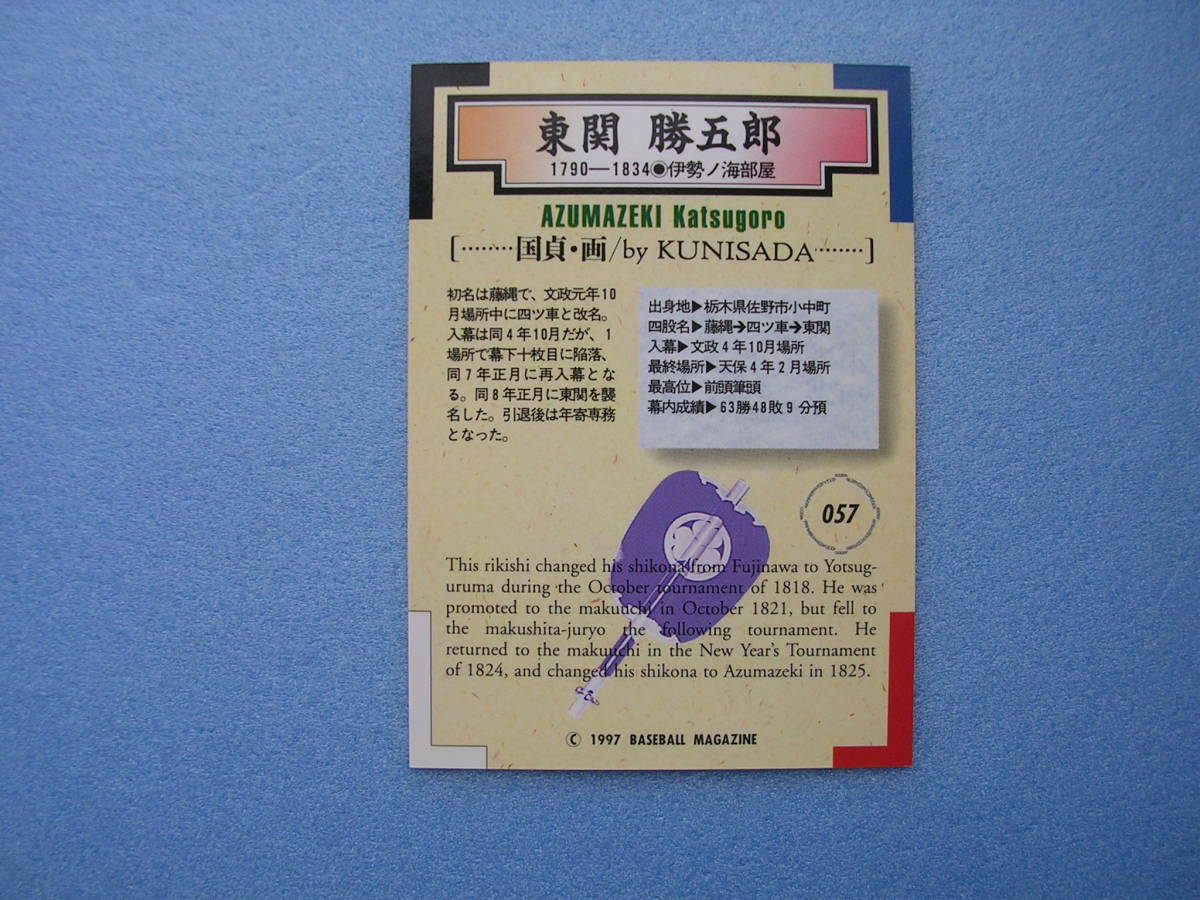 東関 勝五郎
1790―1834◉伊勢ノ海部屋
AZUMAZEKI Katsugoro
[‥‥‥‥国貞・画/by KUNISADA‥‥‥‥]
初名は藤縄で、文政元年10
月場所中に四ツ車と改名。
入幕は同4年10月だが、1
場所で幕下十枚目に陥落、
同7年正月に再入幕とな
る。同8年正月に東関を襲
名した。引退後は年寄専務
となった。
出身地▶栃木県佐野市小中町
四股名▶藤縄➔四ツ車➔東関
入幕▶文政4年10月場所
最終場所▶天保4年2月場所
最高位▶前頭筆頭
幕内成績▶63勝48敗9分預
057
This rikishi changed his shikona from Fujinawa to Yotsug-
uruma during the October tournament of 1818. He was
promoted to the makuuchi in October 1821, but fell to
the makushita-juryo the following tournament. He
returned to the makuuchi in the New Year's Tournament
of 1824, and changed his shikona to Azumazeki in 1825.
© 1997 BASEBALL MAGAZINE